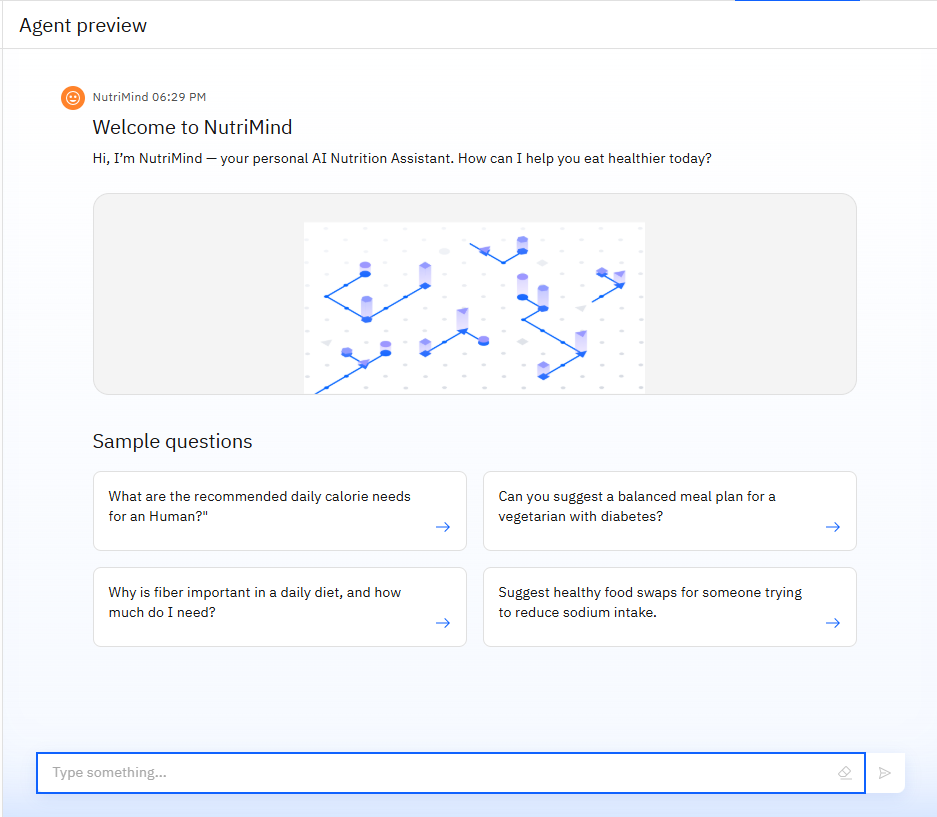 Agent preview
NutriMind 06:29 PM
Welcome to NutriMind
Hi, I’m NutriMind — your personal AI Nutrition Assistant. How can I help you eat healthier today?
Sample questions
What are the recommended daily calorie needs
for an Human?"
Can you suggest a balanced meal plan for a
vegetarian with diabetes?
Why is fiber important in a daily diet, and how
much do I need?
Suggest healthy food swaps for someone trying
to reduce sodium intake.
Type something...